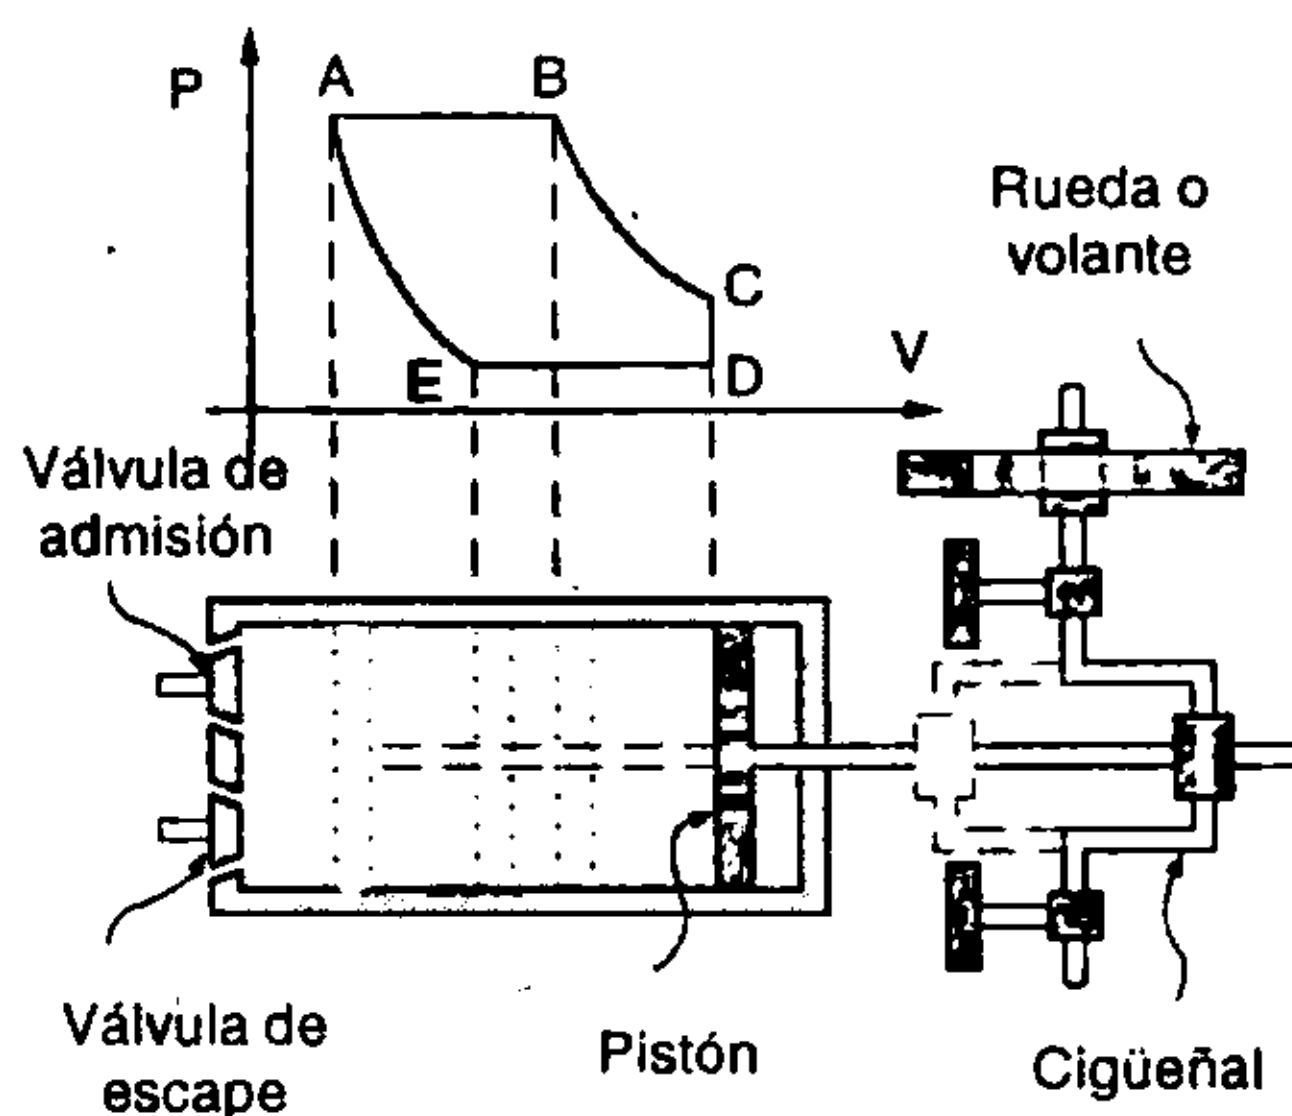 P
A
B
C
D
E
V
Rueda o
volante
Válvula de
admisión
Válvula de
escape
Pistón
Cigüeñal